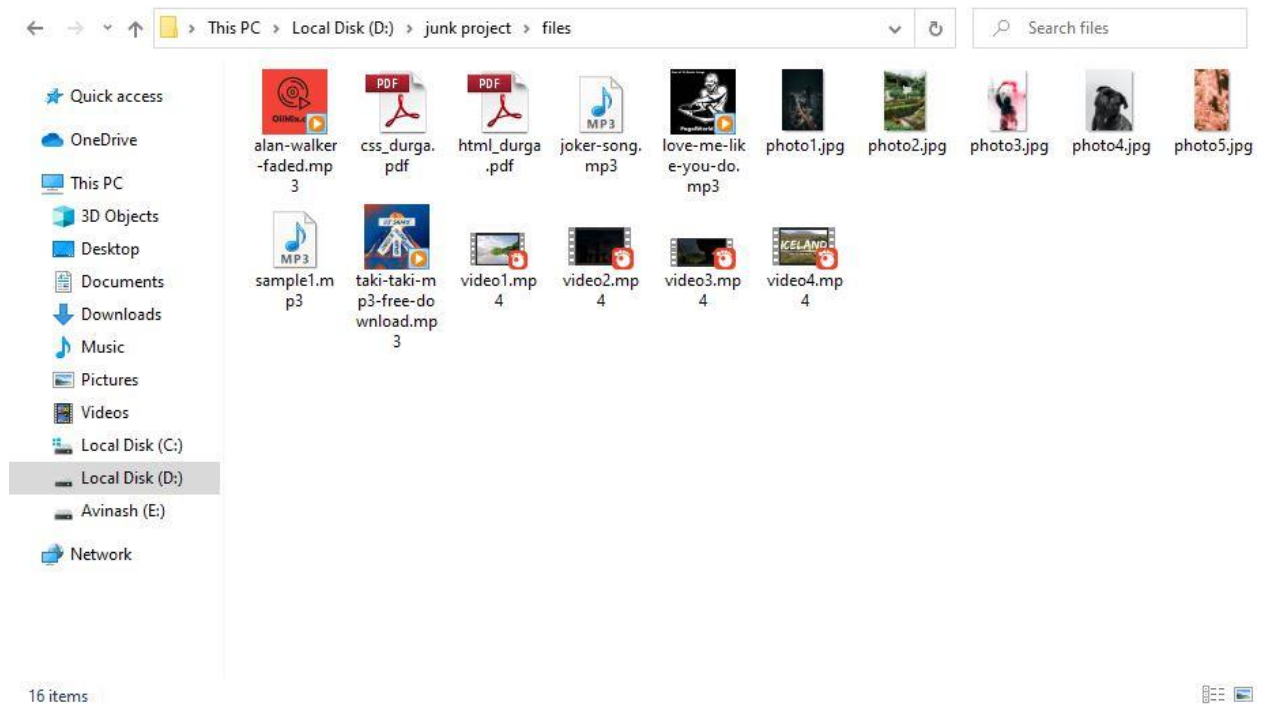 This PC > Local Disk (D:) > junk project > files
Search files
Quick access
OneDrive
This PC
3D Objects
Desktop
Documents
Downloads
Music
Pictures
Videos
Local Disk (C:)
Local Disk (D:)
Avinash (E:)
Network
PDF
PDF
MP3
alan-walker
-faded.mp
3
css_durga.
pdf
html_durga
.pdf
joker-song.
mp3
love-me-lik
e-you-do.
mp3
photo1.jpg
photo2.jpg
photo3.jpg
photo4.jpg
photo5.jpg
MP3
ICELAND
sample1.m
p3
taki-taki-m
p3-free-do
wnload.mp
3
video1.mp
4
video2.mp
4
video3.mp
4
video4.mp
4
16 items